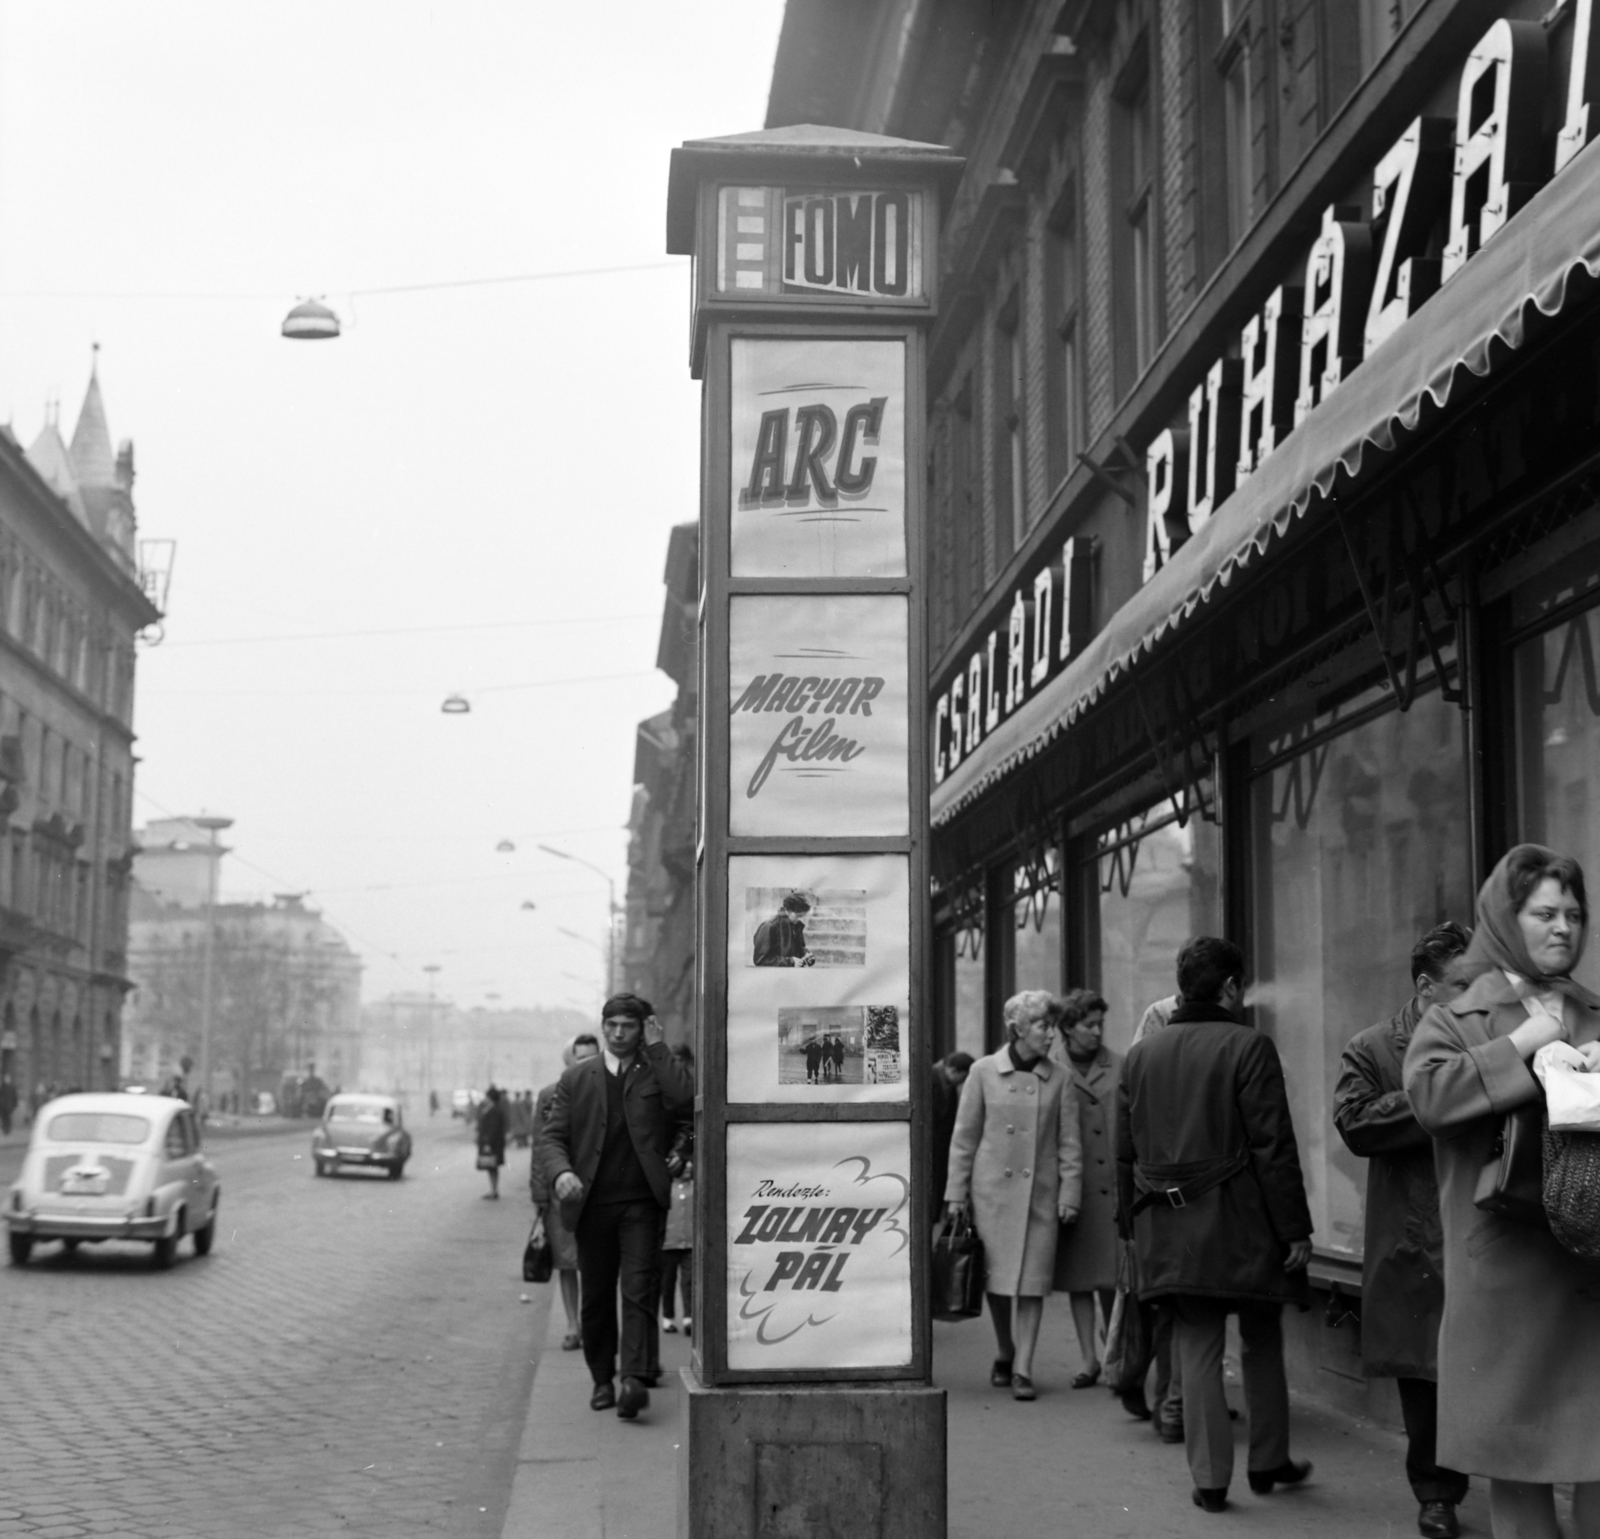 FŐMO
ARC
MAGYAR
film
Rendezte:
ZOLNAY
PÁL
CSALÁDI RUHÁZAT